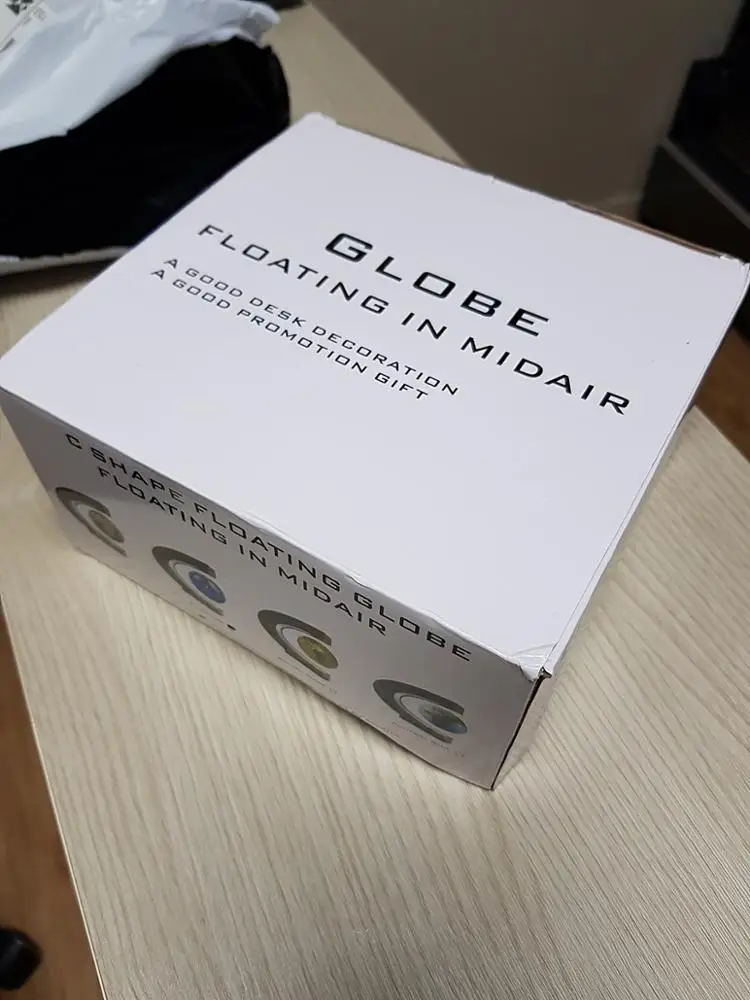 GLOBE
FLOATING IN MIDAIR
A GOOD DESK DECORATION
A GOOD PROMOTION GIFT
C SHAPE FLOATING GLOBE
FLOATING IN MIDAIR